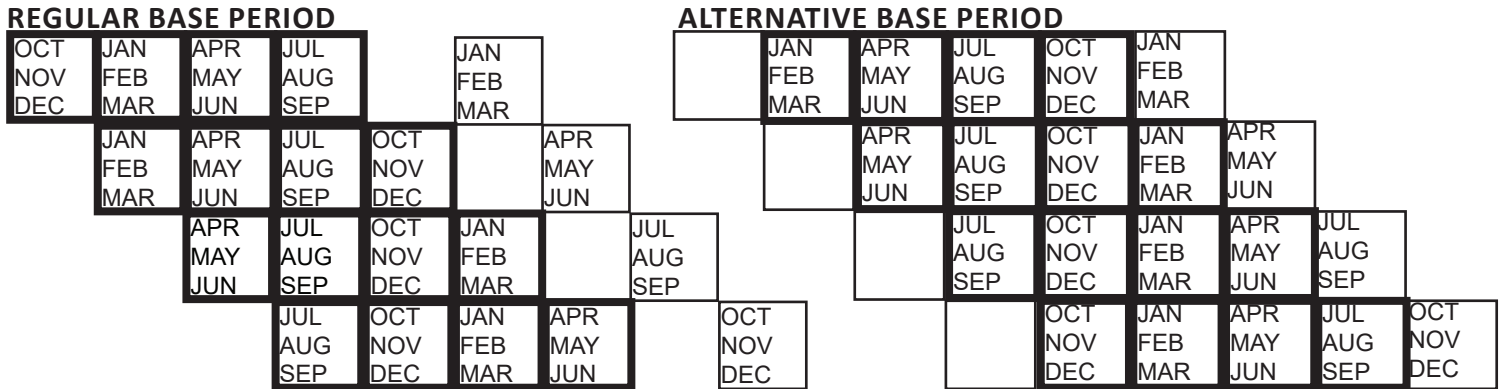 REGULAR BASE PERIOD
OCT JAN APR JUL JAN
NOV FEB MAY AUG FEB
DEC MAR JUN SEP MAR
JAN APR JUL OCT APR
FEB MAY AUG NOV MAY
MAR JUN SEP DEC JUN
APR JUL OCT JAN JUL
MAY AUG NOV FEB AUG
JUN SEP DEC MAR SEP
JUL OCT JAN APR OCT
AUG NOV FEB MAY NOV
SEP DEC MAR JUN DEC
ALTERNATIVE BASE PERIOD
JAN APR JUL OCT JAN
FEB MAY AUG NOV FEB
MAR JUN SEP DEC MAR
APR JUL OCT JAN APR
MAY AUG NOV FEB MAY
JUN SEP DEC MAR JUN
JUL OCT JAN APR JUL
AUG NOV FEB MAY AUG
SEP DEC MAR JUN SEP
OCT JAN APR JUL OCT
NOV FEB MAY AUG NOV
DEC MAR JUN SEP DEC